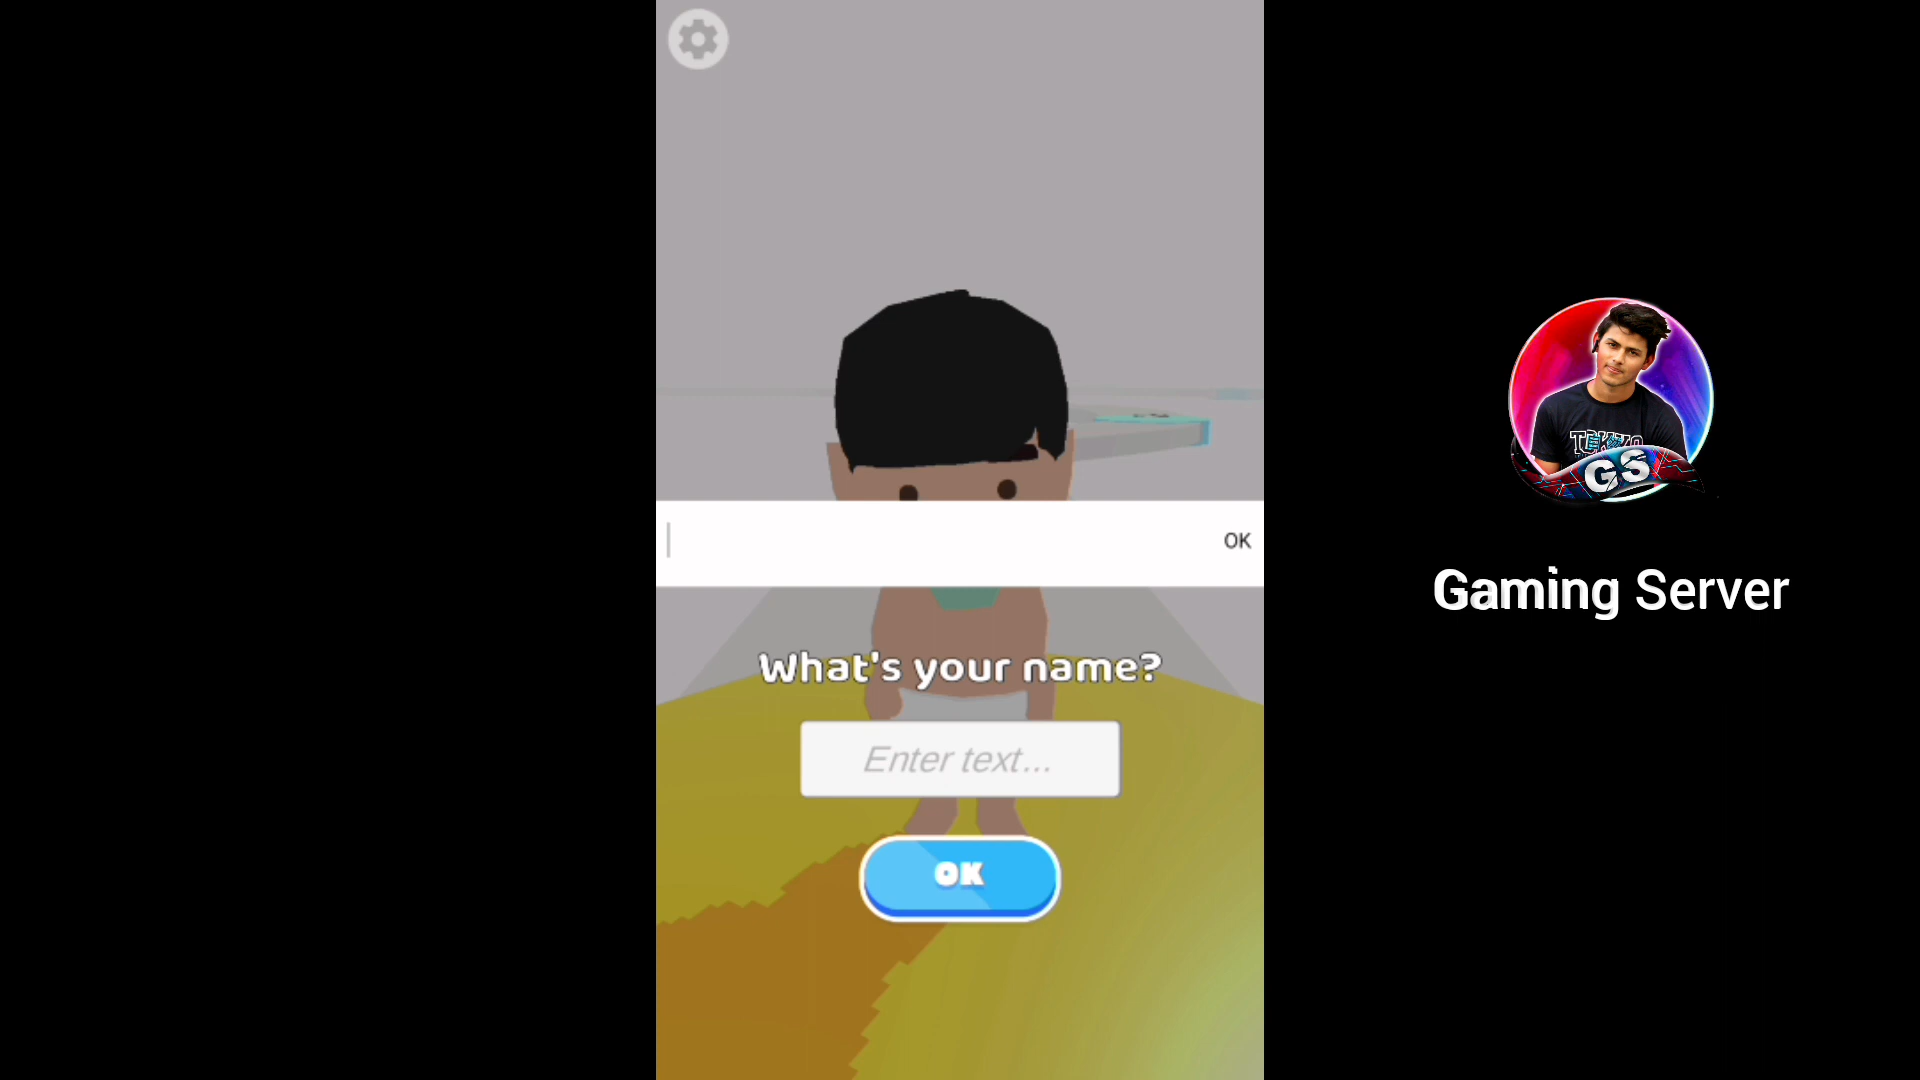 OK
What's your name?
Enter text...
OK
GS
Gaming Server